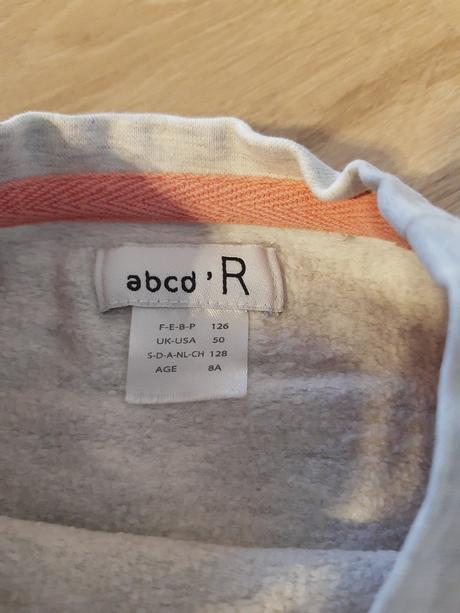 abcd 'R
F-E-B-P 126
UK-USA 50
S-D-A-NL-CH 128
AGE 8A